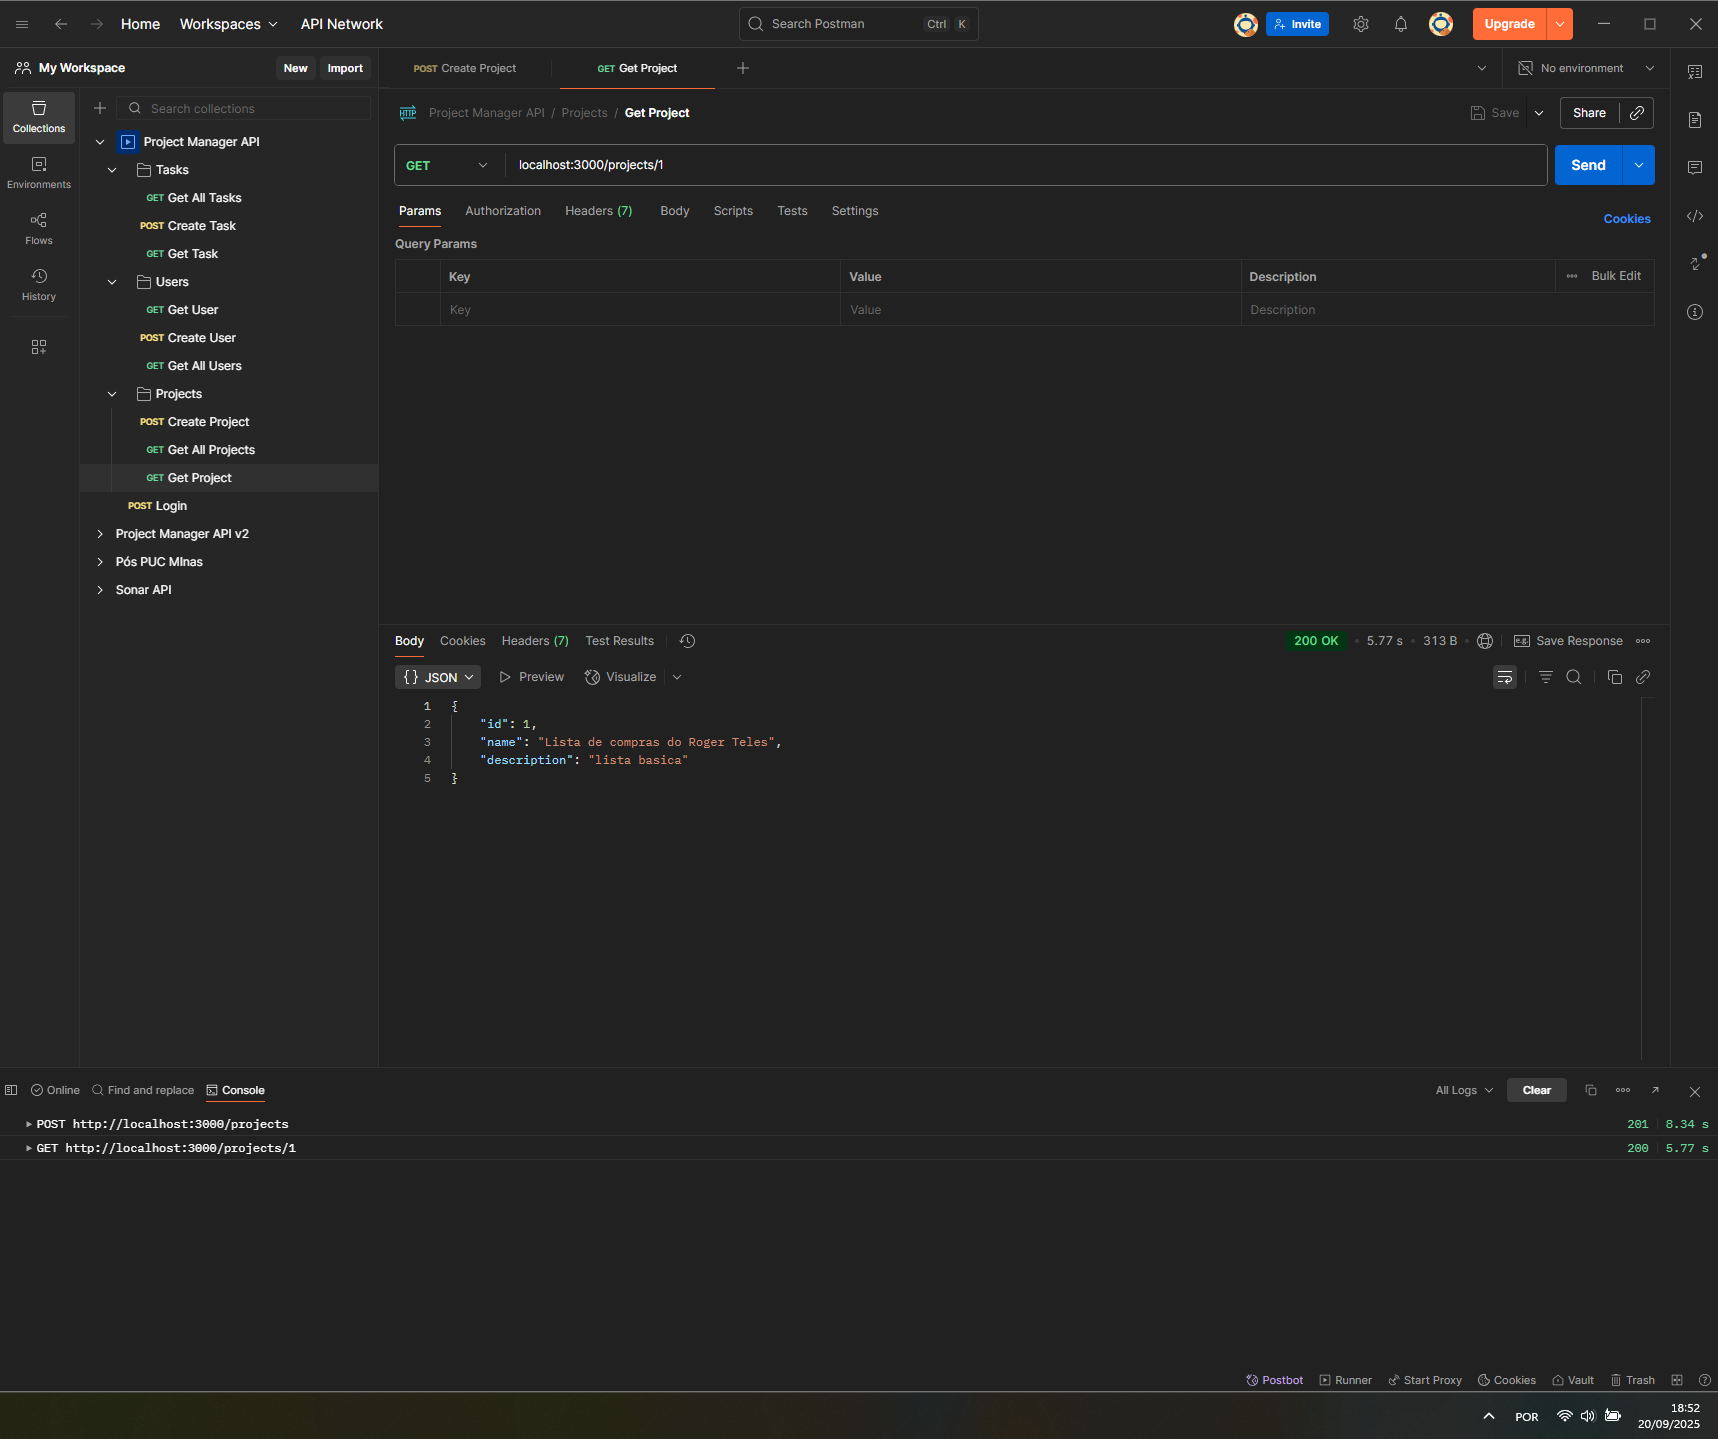 Home Workspaces API Network Search Postman Ctrl K Invite Upgrade
My Workspace New Import POST Create Project GET Get Project No environment
Search collections
Collections
Environments
Flows
History
Project Manager API
Tasks
GET Get All Tasks
POST Create Task
GET Get Task
Users
GET Get User
POST Create User
GET Get All Users
Projects
POST Create Project
GET Get All Projects
GET Get Project
POST Login
Project Manager API v2
Pós PUC MInas
Sonar API
HTTP Project Manager API / Projects / Get Project Save Share
GET localhost:3000/projects/1 Send
Params Authorization Headers (7) Body Scripts Tests Settings Cookies
Query Params
Key Value Description Bulk Edit
Key Value Description
Body Cookies Headers (7) Test Results 200 OK • 5.77 s • 313 B • e.g. Save Response
{} JSON Preview Visualize
1 {
2 "id": 1,
3 "name": "Lista de compras do Roger Teles",
4 "description": "lista basica"
5 }
Online Find and replace Console All Logs Clear
POST http://localhost:3000/projects 201 8.34 s
GET http://localhost:3000/projects/1 200 5.77 s
Postbot Runner Start Proxy Cookies Vault Trash
POR 18:52
20/09/2025